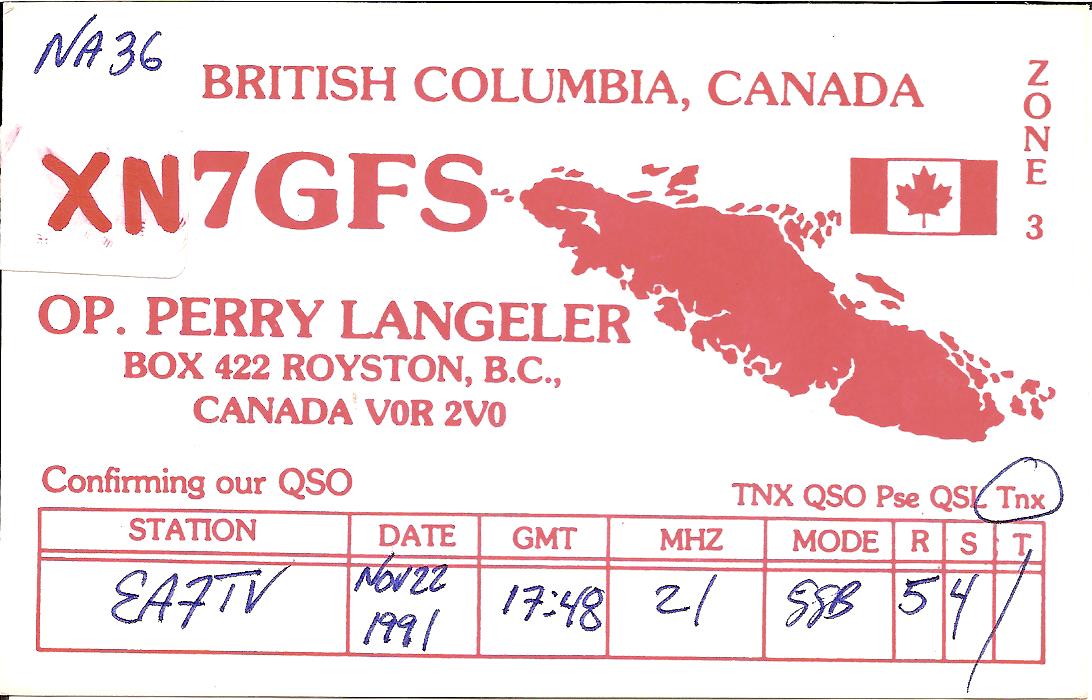 NA36
BRITISH COLUMBIA, CANADA
ZONE 3
XN7GFS
OP. PERRY LANGELER
BOX 422 ROYSTON, B.C.,
CANADA V0R 2V0
Confirming our QSO
TNX QSO Pse QSL Tnx
STATION DATE GMT MHZ MODE R S T
EA7TV Nov 22 1991 17:48 21 SSB 5 4 /